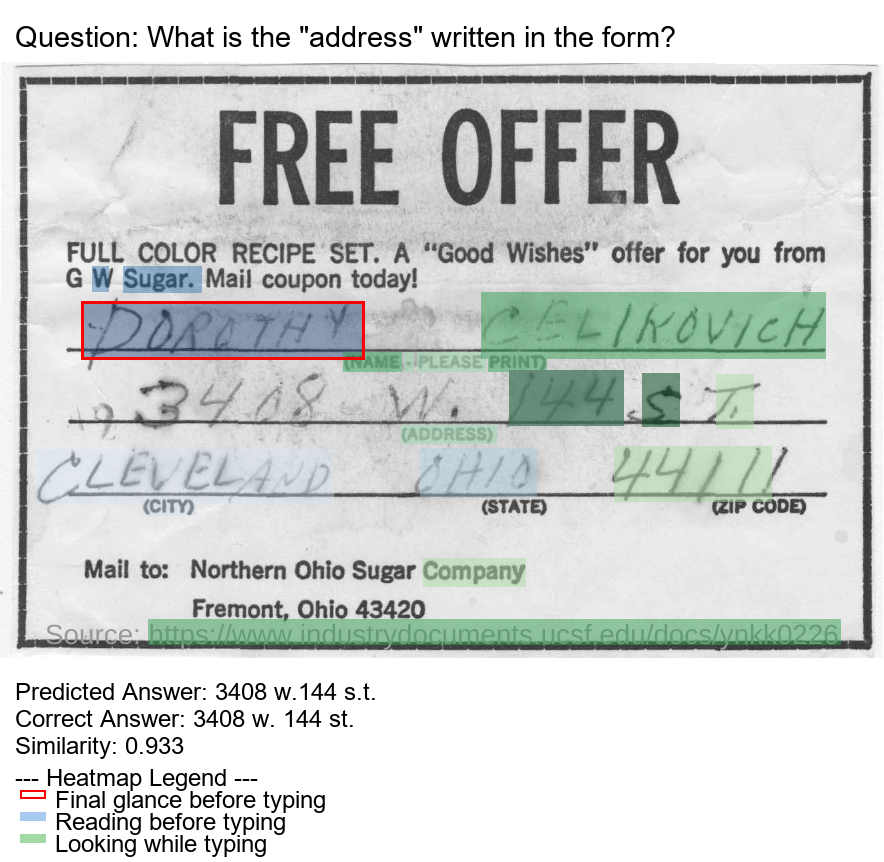 Question: What is the "address" written in the form?
FREE OFFER
FULL COLOR RECIPE SET. A "Good Wishes" offer for you from
G W Sugar. Mail coupon today!
DOROTHY CELIKOVICH
(NAME - PLEASE PRINT)
3408 W. 144 ST.
(ADDRESS)
CLEVELAND OHIO 44111
(CITY) (STATE) (ZIP CODE)
Mail to: Northern Ohio Sugar Company
Fremont, Ohio 43420
Source: https://www.industrydocuments.ucsf.edu/docs/ynkk0226
Predicted Answer: 3408 w.144 s.t.
Correct Answer: 3408 w. 144 st.
Similarity: 0.933
--- Heatmap Legend ---
Final glance before typing
Reading before typing
Looking while typing